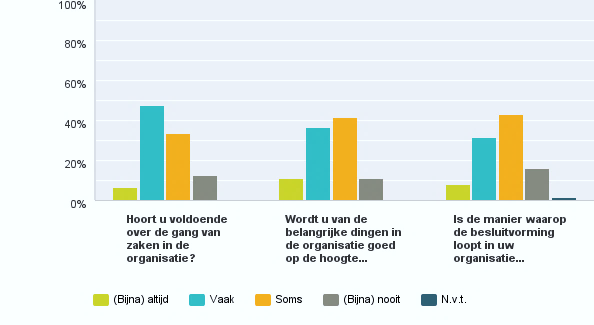 100%
80%
60%
40%
20%
0%
Hoort u voldoende
over de gang van
zaken in de
organisatie?
Wordt u van de
belangrijke dingen in
de organisatie goed
op de hoogte...
Is de manier waarop
de besluitvorming
loopt in uw
organisatie...
(Bijna) altijd Vaak Soms (Bijna) nooit N.v.t.